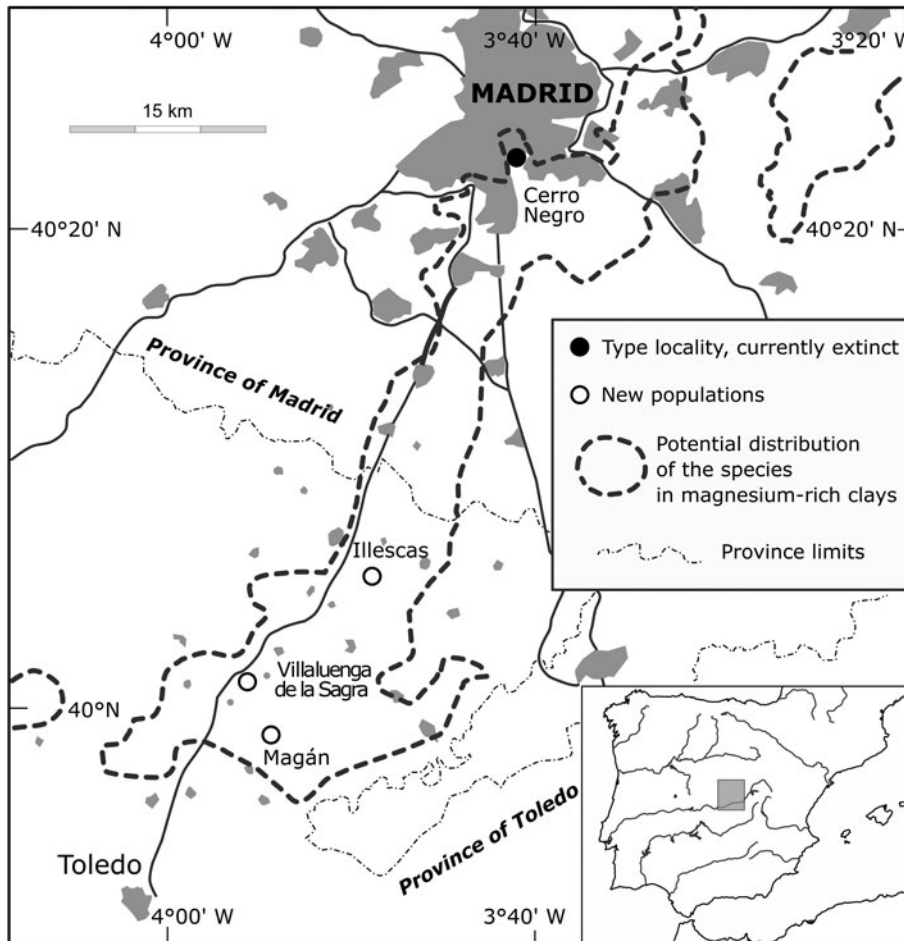 4°00' W
3°40' W
3°20' W
MADRID
15 km
Cerro
Negro
40°20' N
40°20' N
Province of Madrid
Type locality, currently extinct
New populations
Potential distribution
of the species
in magnesium-rich clays
Province limits
Illescas
Villaluenga
de la Sagra
40°N
Magán
Province of Toledo
Toledo
4°00' W
3°40' W